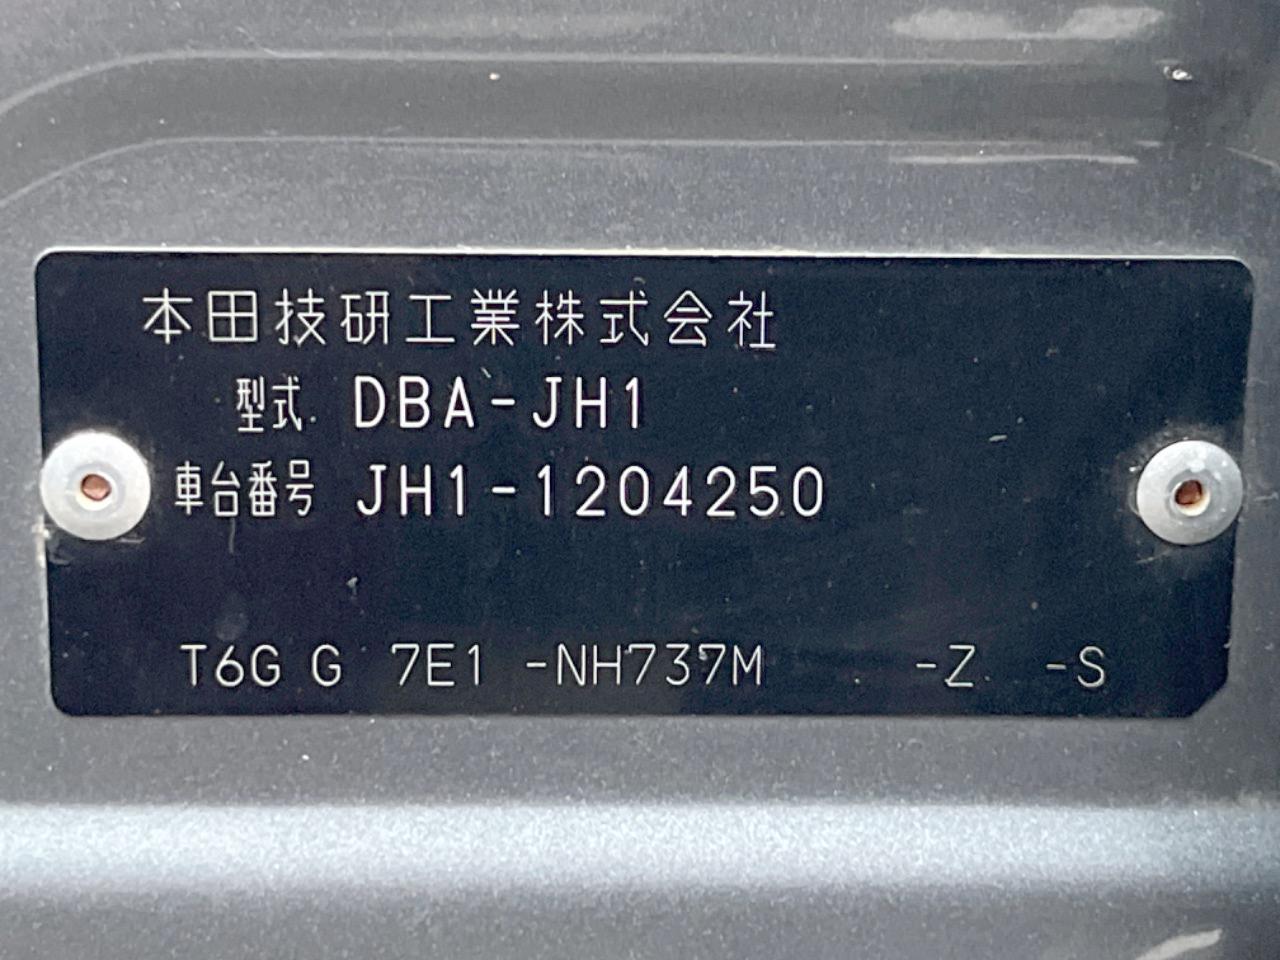 本田技研工業株式会社
型式 DBA-JH1
車台番号 JH1-1204250
T6G G 7E1 -NH737M -Z -S